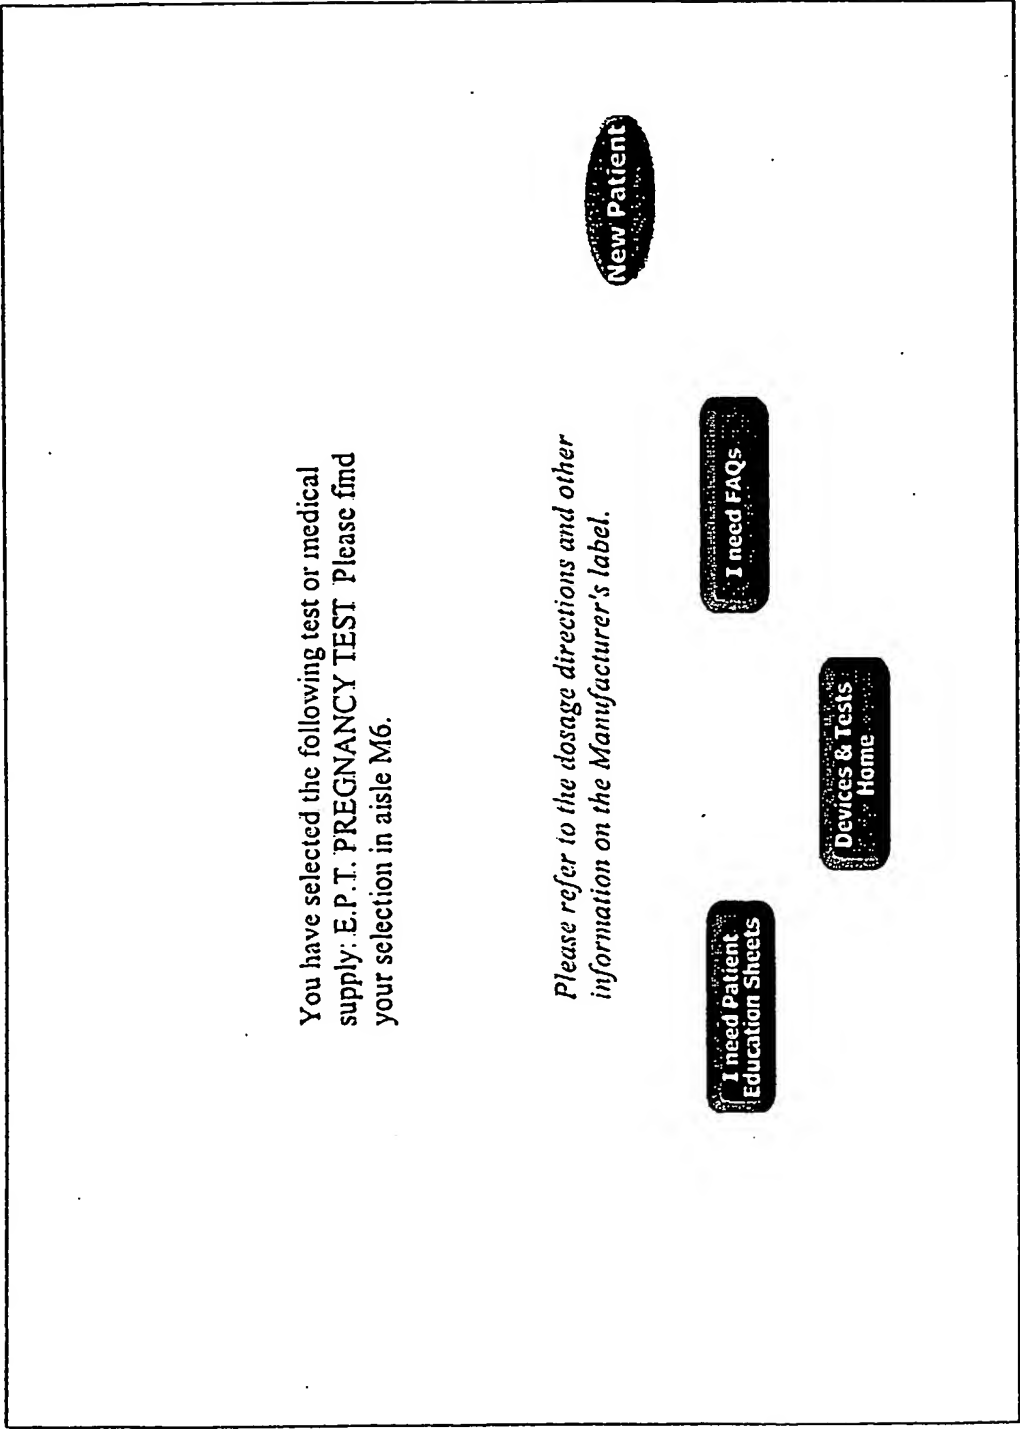 You have selected the following test or medical
supply: E.P.T. PREGNANCY TEST Please find
your selection in aisle M6.
Please refer to the dosage directions and other
information on the Manufacturer's label.
New Patient
I need Patient
Education Sheets
I need FAQs
Devices & Tests
Home